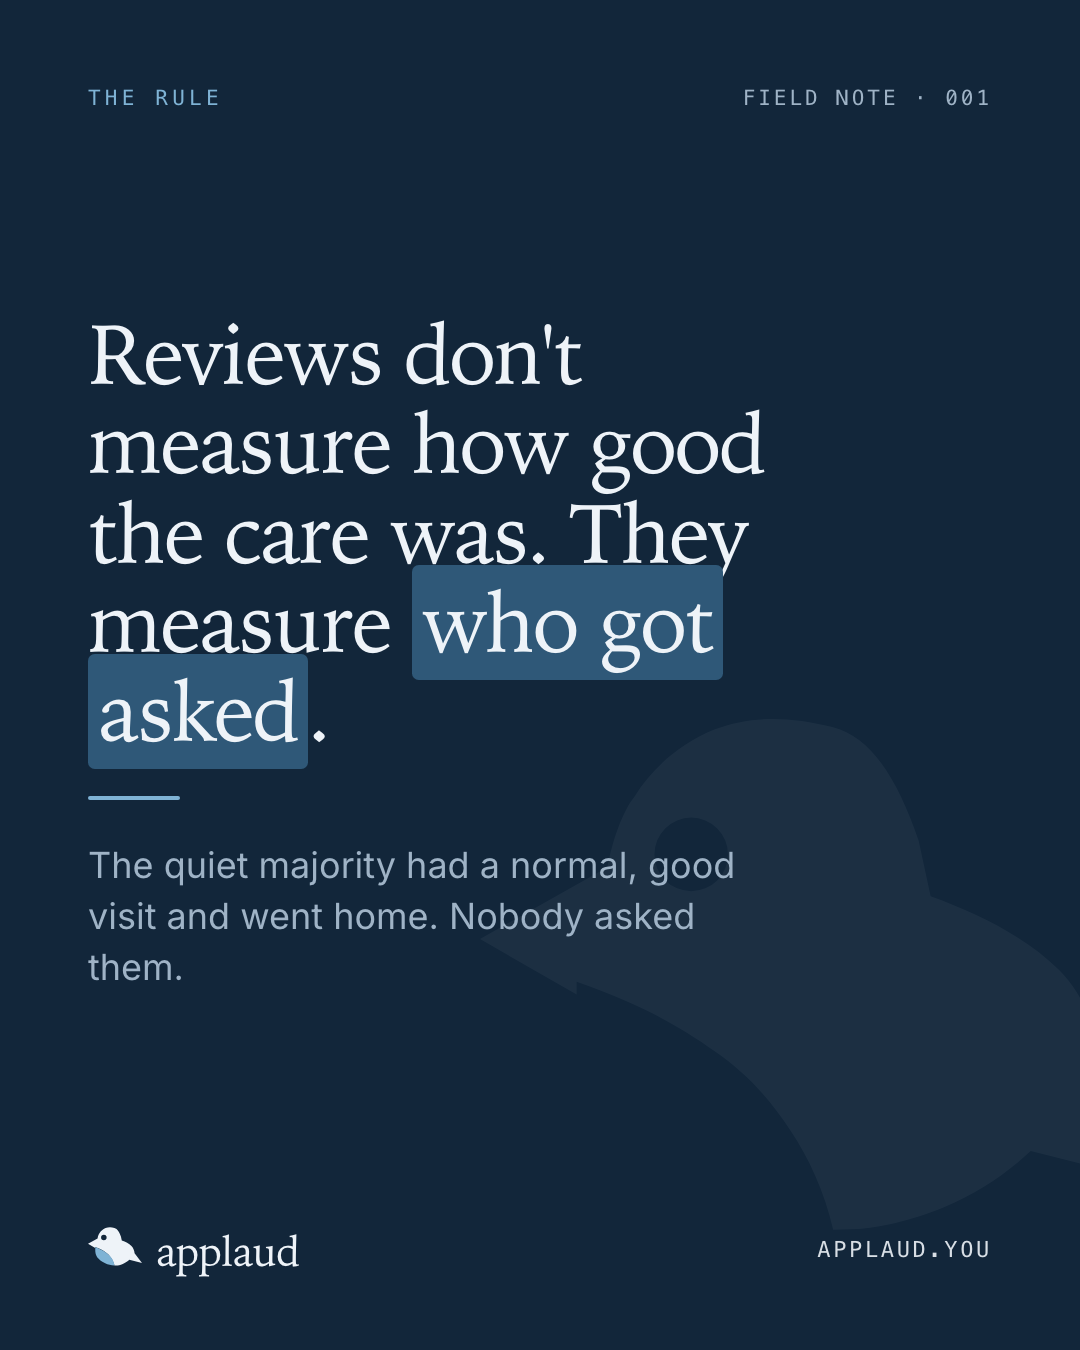 THE RULE
FIELD NOTE · 001
Reviews don't
measure how good
the care was. They
measure who got
asked.
The quiet majority had a normal, good
visit and went home. Nobody asked
them.
applaud
APPLAUD.YOU